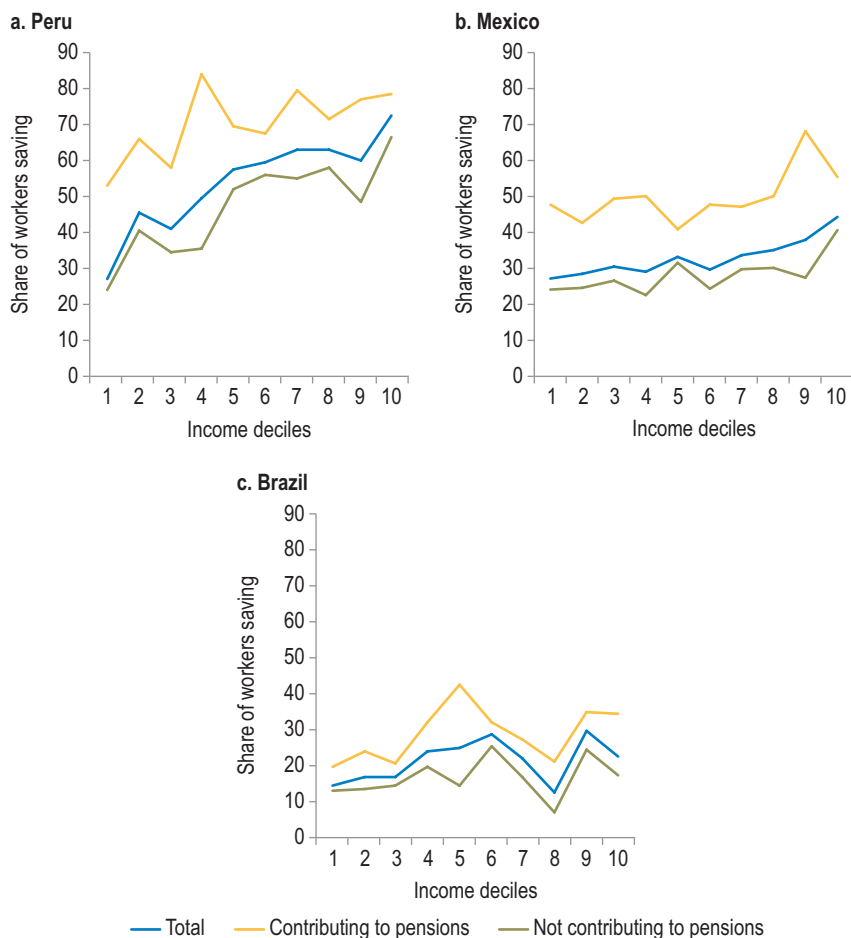 a. Peru
90
80
70
60
50
40
30
20
10
0
Share of workers saving
1 2 3 4 5 6 7 8 9 10
Income deciles
b. Mexico
90
80
70
60
50
40
30
20
10
0
Share of workers saving
1 2 3 4 5 6 7 8 9 10
Income deciles
c. Brazil
90
80
70
60
50
40
30
20
10
0
Share of workers saving
1 2 3 4 5 6 7 8 9 10
Income deciles
Total Contributing to pensions Not contributing to pensions